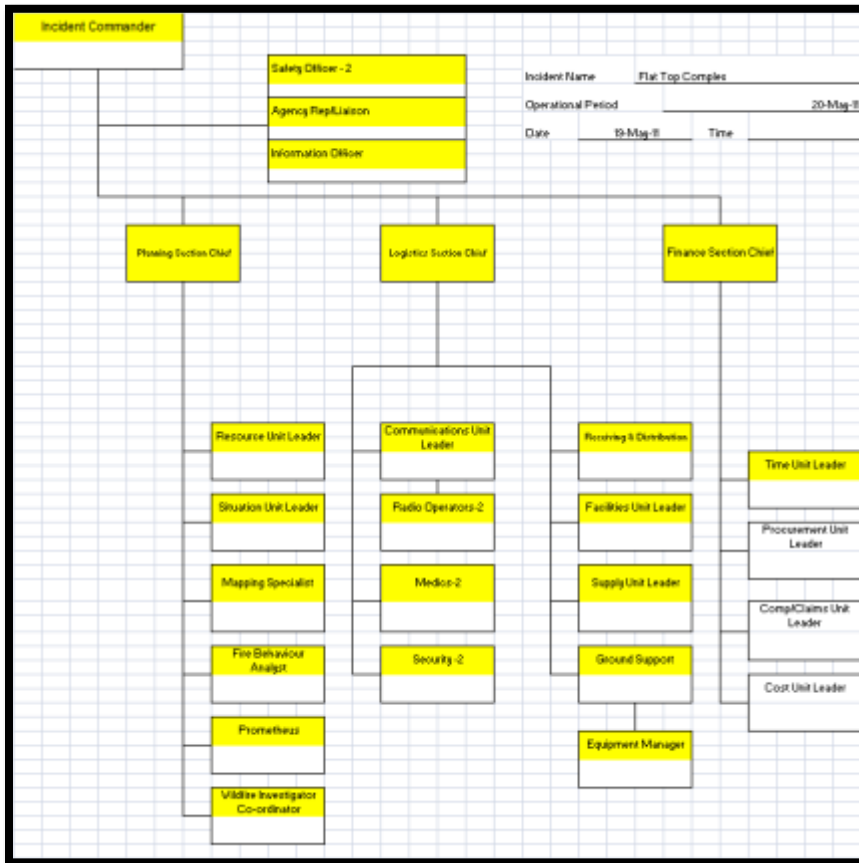 Incident Commander
Safety Officer - 2
Agency Rep/Liaison
Information Officer
Incident Name Flat Top Complex
Operational Period 20-May-11
Date 19-May-11 Time
Planning Section Chief
Logistics Section Chief
Finance Section Chief
Resource Unit Leader
Situation Unit Leader
Mapping Specialist
Fire Behaviour
Analyst
Prometheus
Wildfire Investigator
Co-ordinator
Communications Unit
Leader
Radio Operators-2
Medics-2
Security -2
Receiving & Distribution
Facilities Unit Leader
Supply Unit Leader
Ground Support
Equipment Manager
Time Unit Leader
Procurement Unit
Leader
Comp/Claims Unit
Leader
Cost Unit Leader